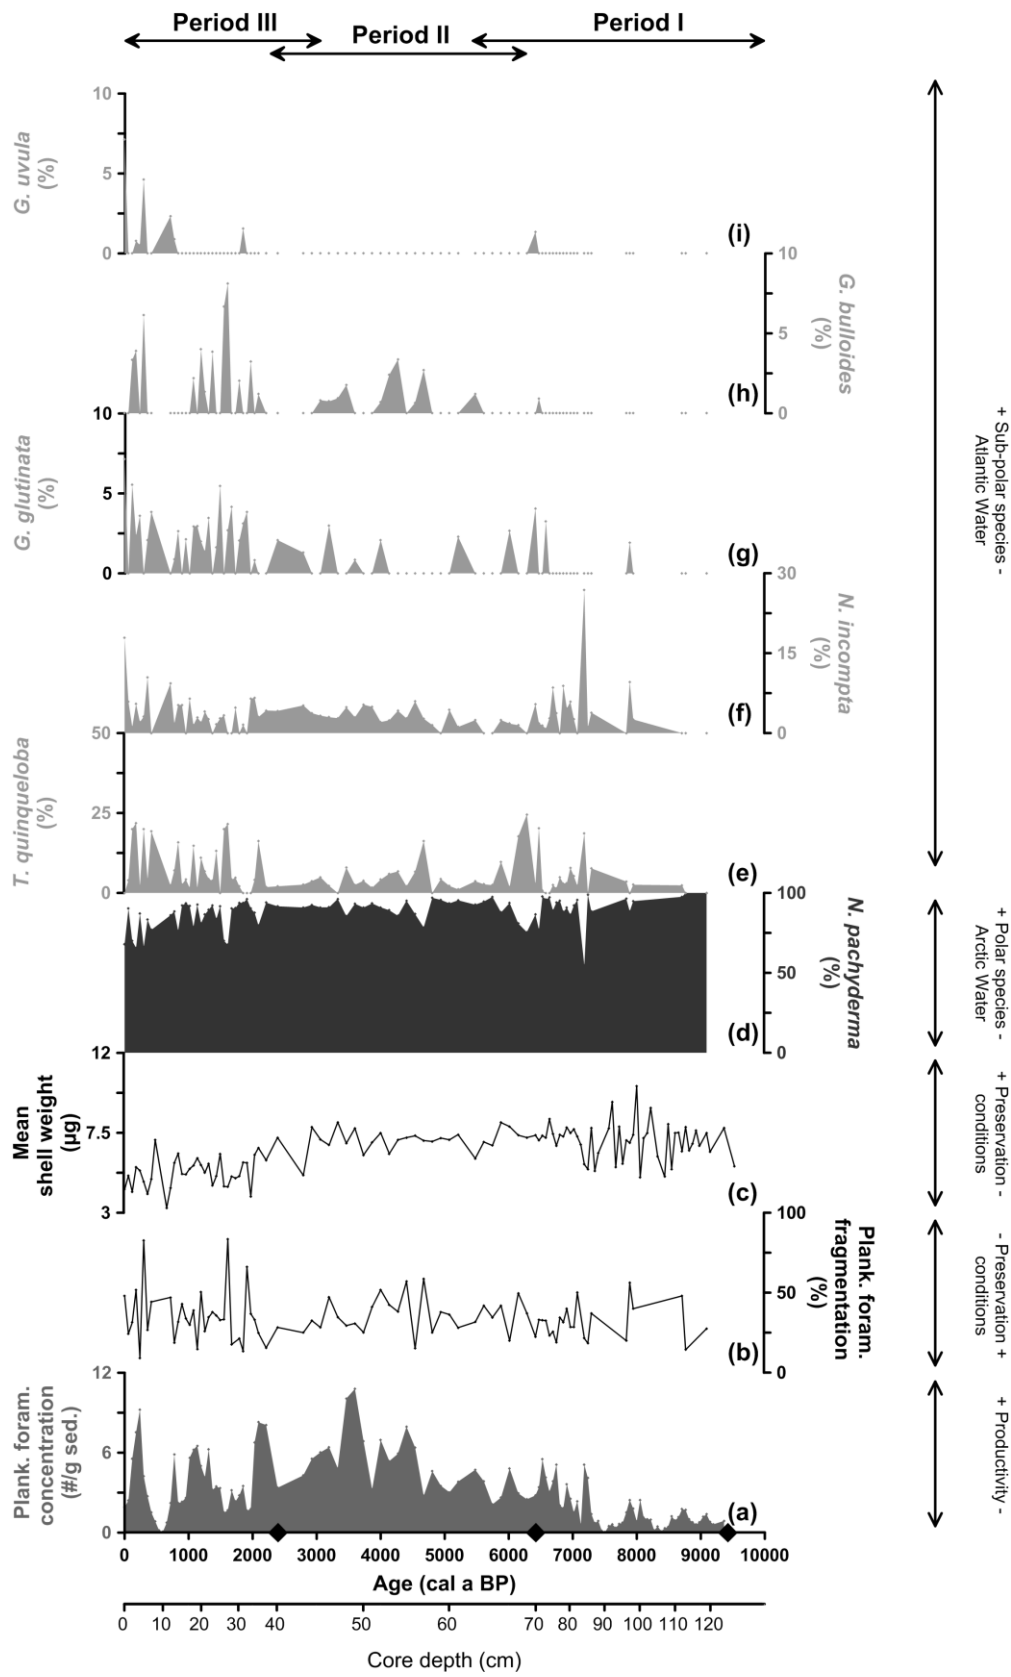 Period III
Period II
Period I
10
5
0
G. uvula
(%)
(i)
10
5
0
G. bulloides
(%)
(h)
10
5
0
G. glutinata
(%)
(g)
30
15
0
N. incompta
(%)
(f)
50
25
0
T. quinqueloba
(%)
(e)
100
50
0
N. pachyderma
(%)
(d)
12
7.5
3
Mean
shell weight
(µg)
(c)
100
50
0
Plank. foram.
fragmentation
(%)
(b)
12
6
0
Plank. foram.
concentration
(#/g sed.)
(a)
+ Sub-polar species -
Atlantic Water
+ Polar species -
Arctic Water
+ Preservation -
conditions
- Preservation +
conditions
+ Productivity -
0 1000 2000 3000 4000 5000 6000 7000 8000 9000 10000
Age (cal a BP)
0 10 20 30 40 50 60 70 80 90 100 110 120
Core depth (cm)